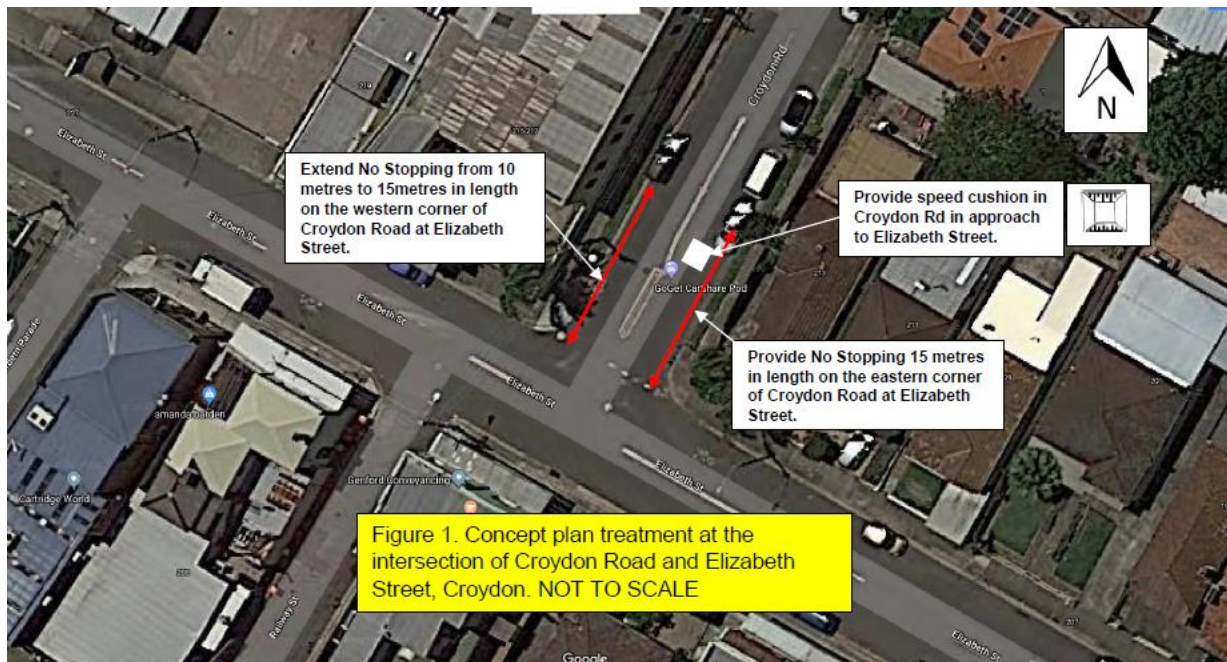 Croydon Rd
N
Elizabeth St.
Elizabeth St.
Extend No Stopping from 10
metres to 15metres in length
on the western corner of
Croydon Road at Elizabeth
Street.
Provide speed cushion in
Croydon Rd in approach
to Elizabeth Street.
GoGet Carshare Pod
Elizabeth St
Provide No Stopping 15 metres
in length on the eastern corner
of Croydon Road at Elizabeth
Street.
Elizabeth St
amanda barden
Elizabeth St
Cartridge World
Genford Conveyancing
Figure 1. Concept plan treatment at the
intersection of Croydon Road and Elizabeth
Street, Croydon. NOT TO SCALE
Railway St
Elizabeth St
Google